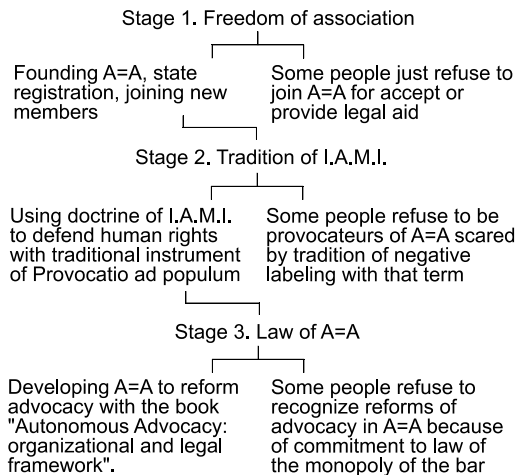 Stage 1. Freedom of association
Founding A=A, state
registration, joining new
members
Some people just refuse to
join A=A for accept or
provide legal aid
Stage 2. Tradition of I.A.M.I.
Using doctrine of I.A.M.I.
to defend human rights
with traditional instrument
of Provocatio ad populum
Some people refuse to be
provocateurs of A=A scared
by tradition of negative
labeling with that term
Stage 3. Law of A=A
Developing A=A to reform
advocacy with the book
"Autonomous Advocacy:
organizational and legal
framework".
Some people refuse to
recognize reforms of
advocacy in A=A because
of commitment to law of
the monopoly of the bar